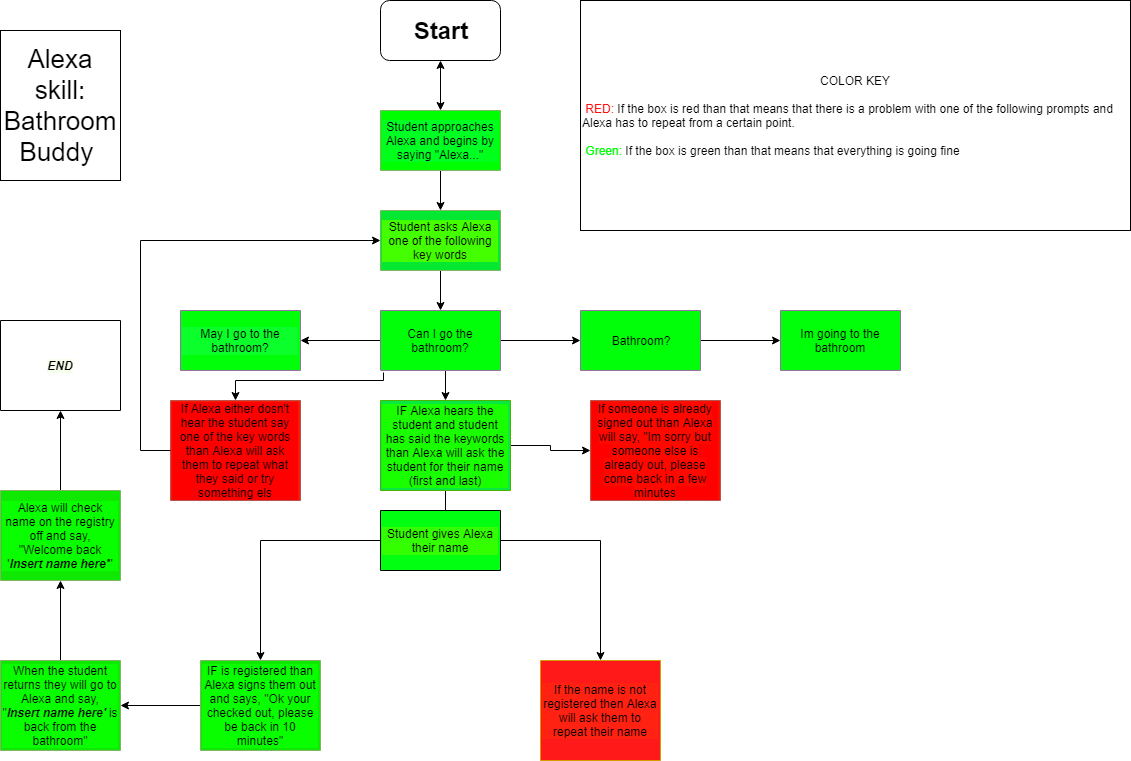 Start
Alexa
skill:
Bathroom
Buddy
COLOR KEY
RED: If the box is red than that means that there is a problem with one of the following prompts and
Alexa has to repeat from a certain point.
Green: If the box is green than that means that everything is going fine
Student approaches
Alexa and begins by
saying "Alexa..."
Student asks Alexa
one of the following
key words
May I go to the
bathroom?
Can I go the
bathroom?
Bathroom?
Im going to the
bathroom
END
If Alexa either dosn't
hear the student say
one of the key words
than Alexa will ask
them to repeat what
they said or try
something els
IF Alexa hears the
student and student
has said the keywords
than Alexa will ask the
student for their name
(first and last)
If someone is already
signed out than Alexa
will say, "Im sorry but
someone else is
already out, please
come back in a few
minutes
Alexa will check
name on the registry
off and say,
"Welcome back
'Insert name here*"
Student gives Alexa
their name
When the student
returns they will go to
Alexa and say,
"Insert name here' is
back from the
bathroom"
IF is registered than
Alexa signs them out
and says, "Ok your
checked out, please
be back in 10
minutes"
If the name is not
registered then Alexa
will ask them to
repeat their name